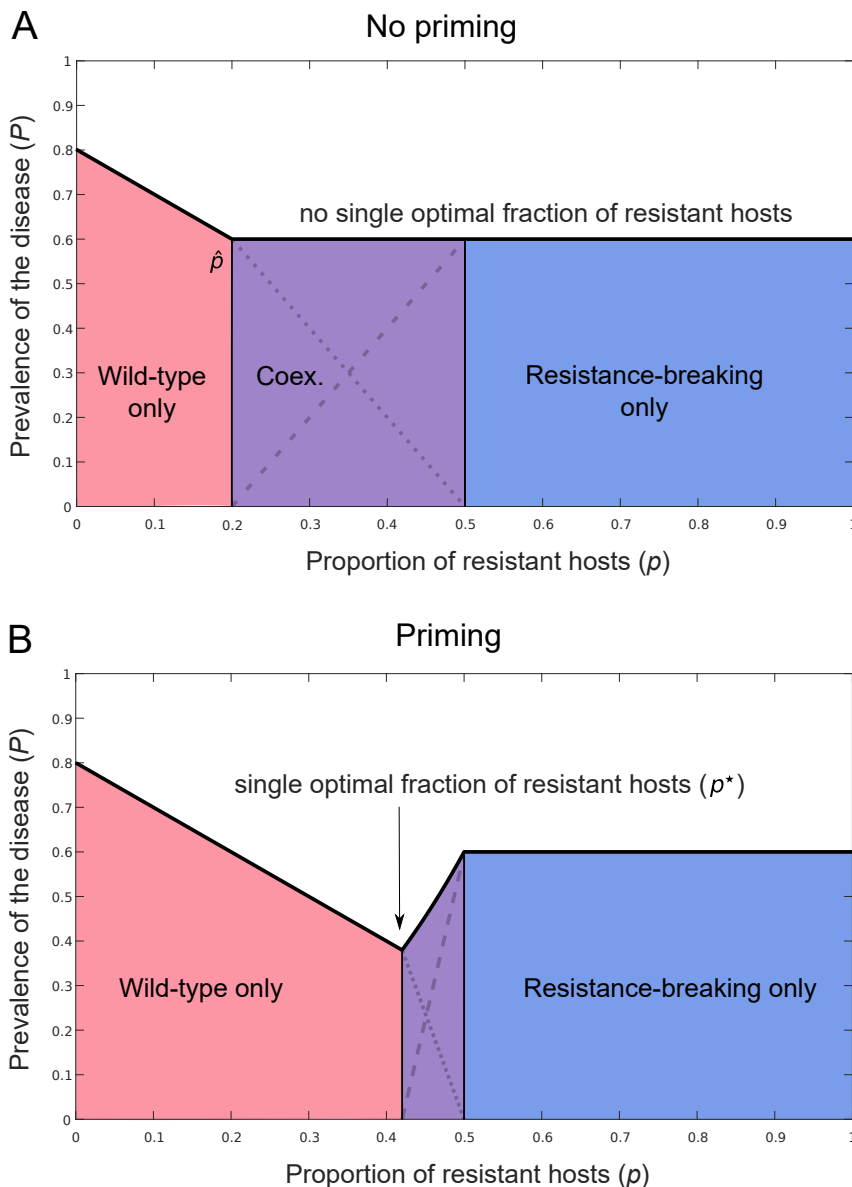 A
No priming
Prevalence of the disease (P)
1
0.9
0.8
0.7
0.6
0.5
0.4
0.3
0.2
0.1
0
no single optimal fraction of resistant hosts
p̂
Wild-type
only
Coex.
Resistance-breaking
only
0 0.1 0.2 0.3 0.4 0.5 0.6 0.7 0.8 0.9 1
Proportion of resistant hosts (p)
B
Priming
Prevalence of the disease (P)
1
0.9
0.8
0.7
0.6
0.5
0.4
0.3
0.2
0.1
0
single optimal fraction of resistant hosts (p⋆)
Wild-type only
Resistance-breaking only
0 0.1 0.2 0.3 0.4 0.5 0.6 0.7 0.8 0.9 1
Proportion of resistant hosts (p)